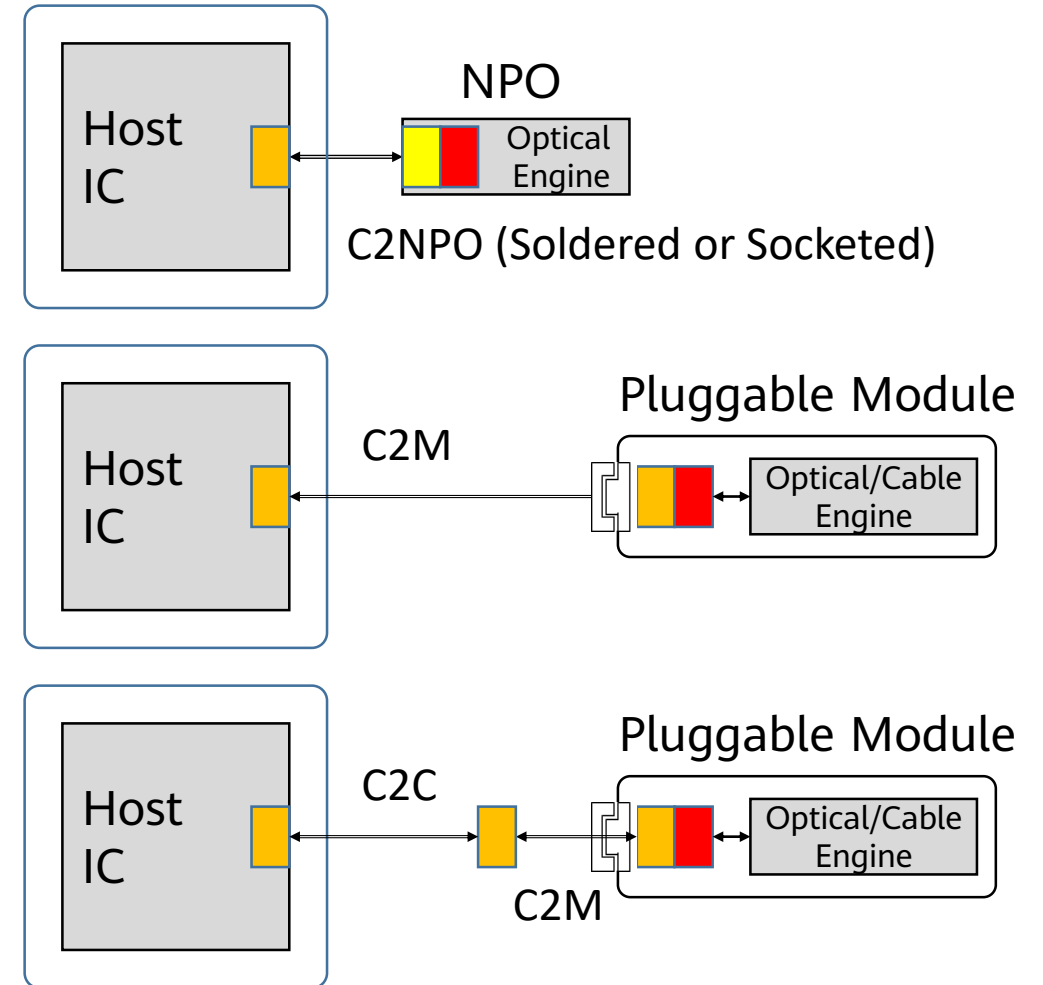 NPO
Host
IC
Optical
Engine
C2NPO (Soldered or Socketed)
Pluggable Module
C2M
Host
IC
Optical/Cable
Engine
Pluggable Module
C2C
Host
IC
Optical/Cable
Engine
C2M